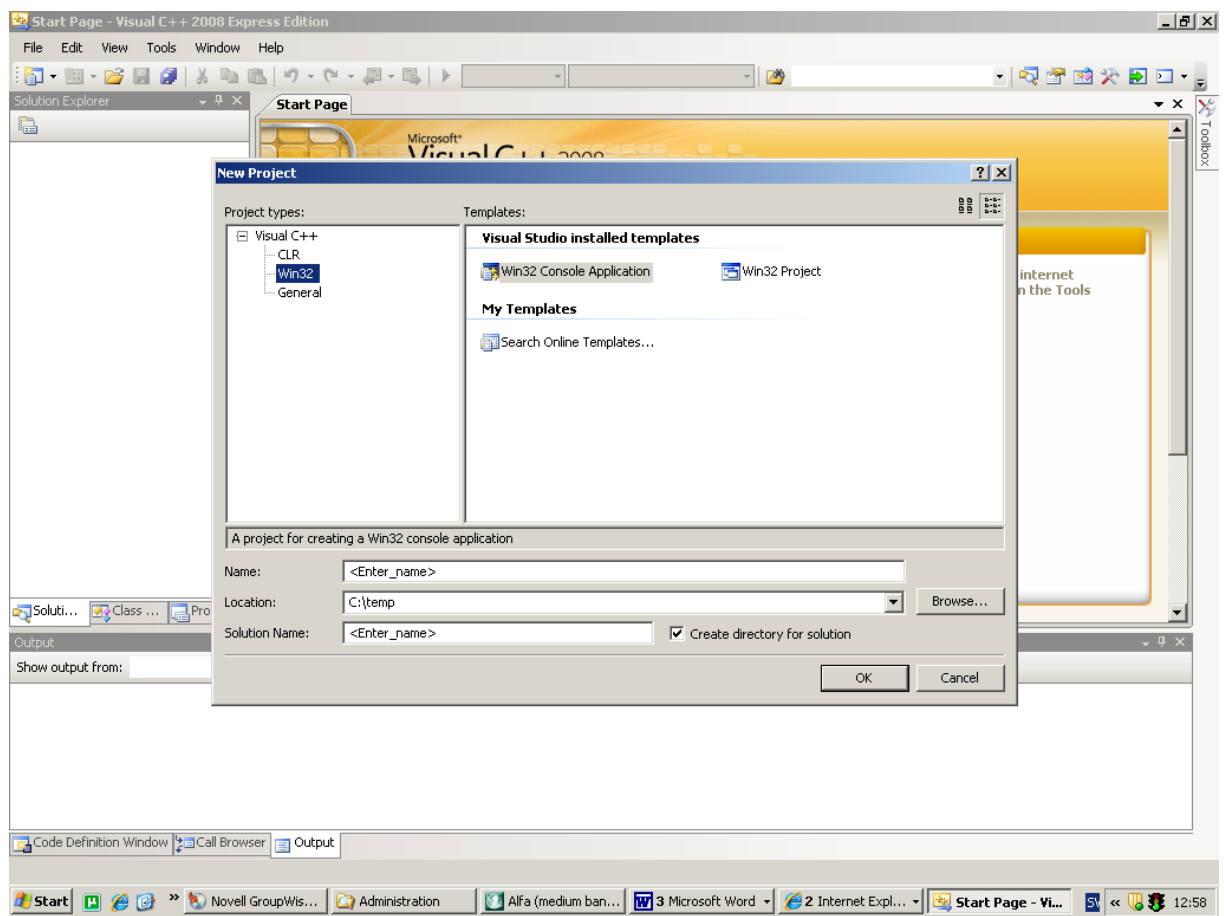 Start Page - Visual C++ 2008 Express Edition
File Edit View Tools Window Help
Solution Explorer
Start Page
Toolbox
Microsoft
Visual C++ 2008
New Project
Project types:
Templates:
Visual C++
CLR
Win32
General
Visual Studio installed templates
Win32 Console Application
Win32 Project
My Templates
Search Online Templates...
internet
n the Tools
A project for creating a Win32 console application
Name:
<Enter_name>
Location:
C:\temp
Browse...
Solution Name:
<Enter_name>
Create directory for solution
OK
Cancel
Soluti...
Class ...
Pro
Output
Show output from:
Code Definition Window
Call Browser
Output
Start
»
Novell GroupWis...
Administration
Alfa (medium ban...
3 Microsoft Word
2 Internet Expl...
Start Page - Vi...
SV
«
12:58